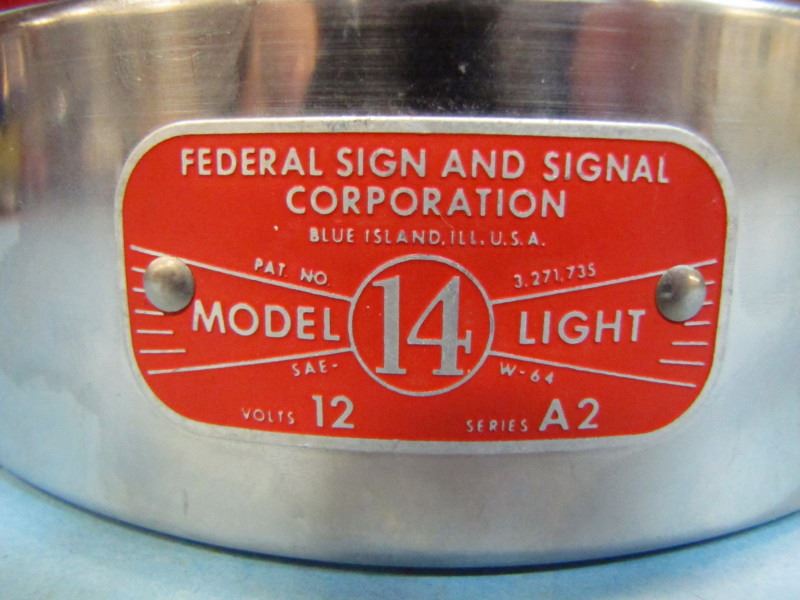 FEDERAL SIGN AND SIGNAL
CORPORATION
BLUE ISLAND, ILL. U.S.A.
PAT. NO. 3,271,735
MODEL 14 LIGHT
SAE- W-64
VOLTS 12 SERIES A2